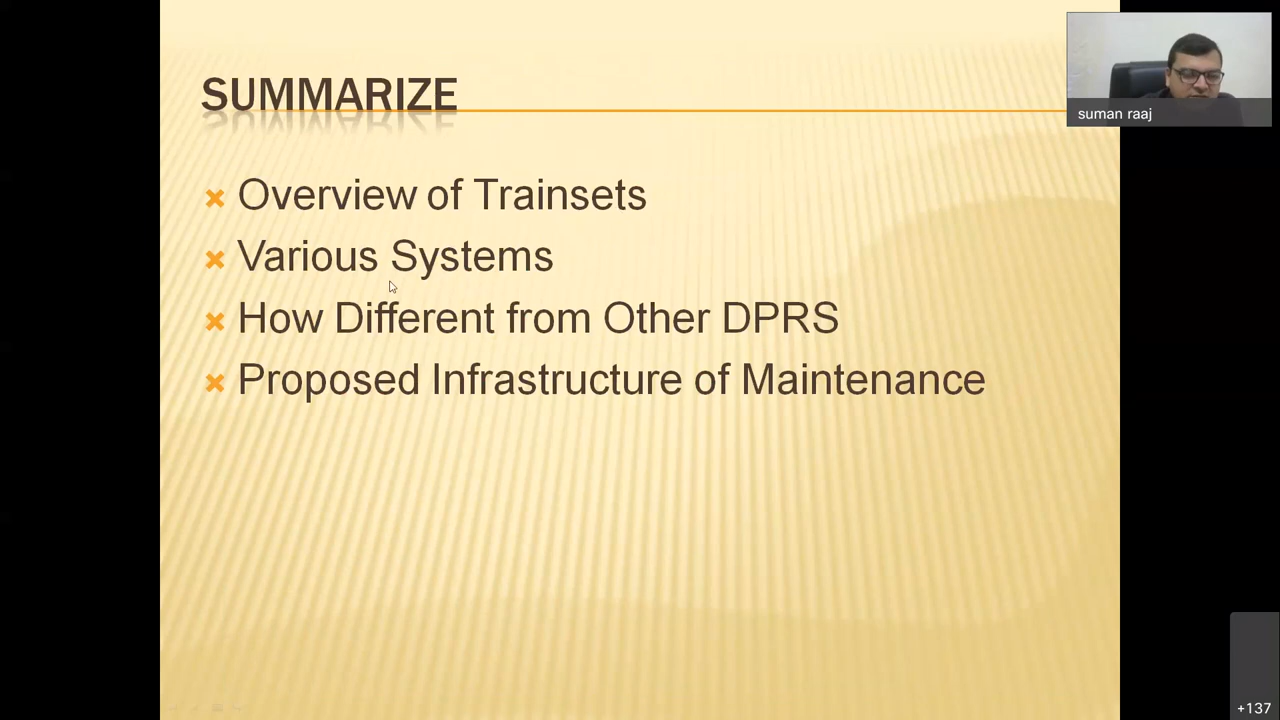 SUMMARIZE
Overview of Trainsets
Various Systems
How Different from Other DPRS
Proposed Infrastructure of Maintenance
suman raaj
+137